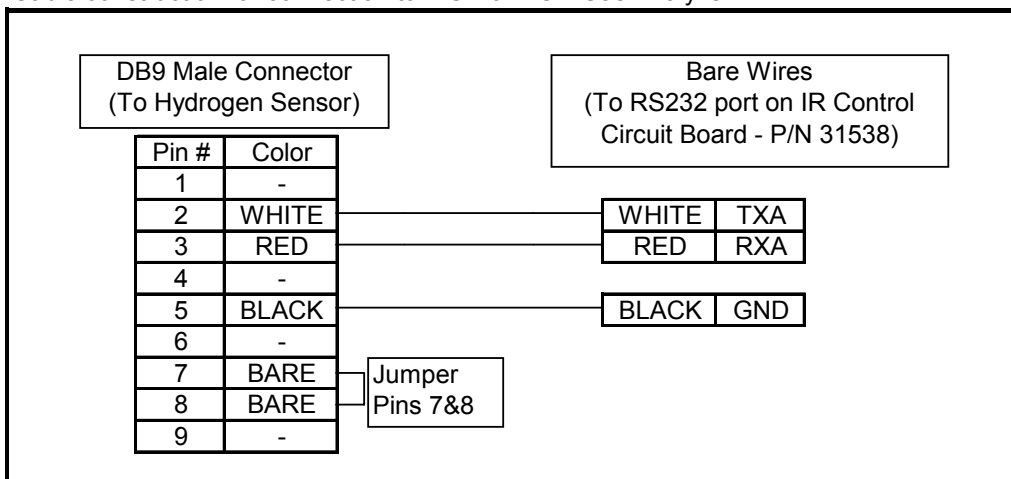 DB9 Male Connector
(To Hydrogen Sensor)
Bare Wires
(To RS232 port on IR Control
Circuit Board - P/N 31538)
Pin # Color
1 -
2 WHITE WHITE TXA
3 RED RED RXA
4 -
5 BLACK BLACK GND
6 -
7 BARE
8 BARE
9 -
Jumper
Pins 7&8